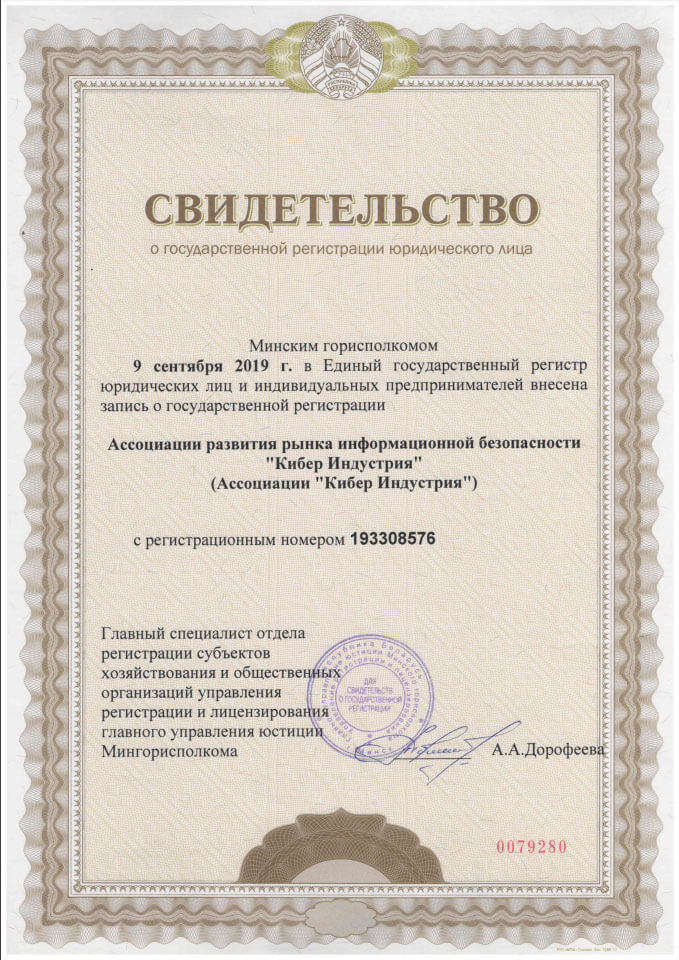 СВИДЕТЕЛЬСТВО
о государственной регистрации юридического лица
Минским горисполкомом
9 сентября 2019 г. в Единый государственный регистр
юридических лиц и индивидуальных предпринимателей внесена
запись о государственной регистрации
Ассоциации развития рынка информационной безопасности
"Кибер Индустрия"
(Ассоциации "Кибер Индустрия")
с регистрационным номером 193308576
Главный специалист отдела
регистрации субъектов
хозяйствования и общественных
организаций управления
регистрации и лицензирования
главного управления юстиции
Мингорисполкома
ДЛЯ
СВИДЕТЕЛЬСТВ
О ГОСУДАРСТВЕННОЙ
РЕГИСТРАЦИИ
А.А.Дорофеева
0079280